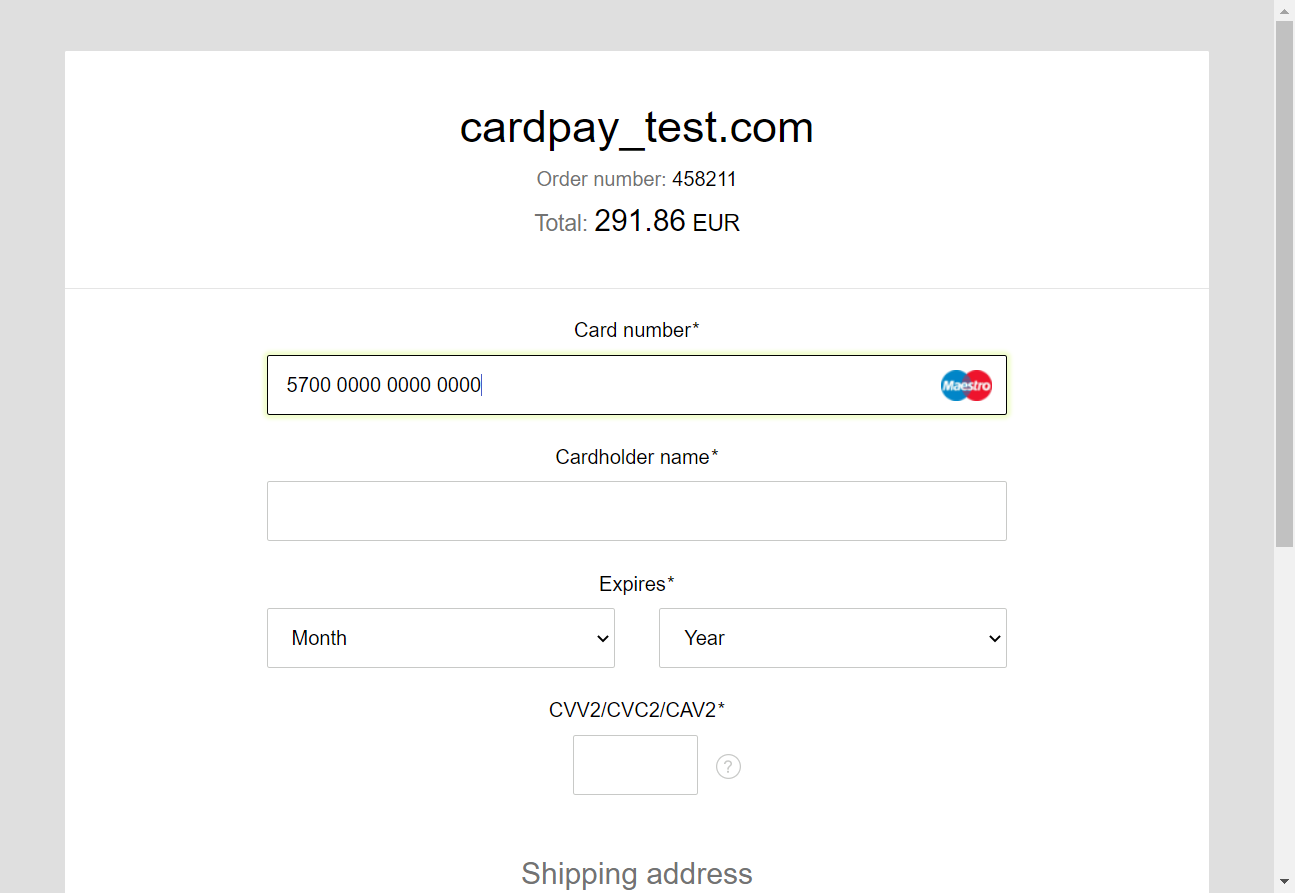 cardpay_test.com
Order number: 458211
Total: 291.86 EUR
Card number*
5700 0000 0000 0000
Maestro
Cardholder name*
Expires*
Month
Year
CVV2/CVC2/CAV2*
?
Shipping address